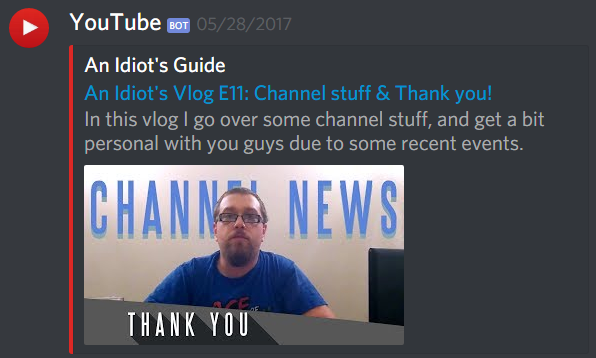 YouTube BOT 05/28/2017
An Idiot's Guide
An Idiot's Vlog E11: Channel stuff & Thank you!
In this vlog I go over some channel stuff, and get a bit
personal with you guys due to some recent events.
CHANNEL NEWS
ACE OF
THANK YOU